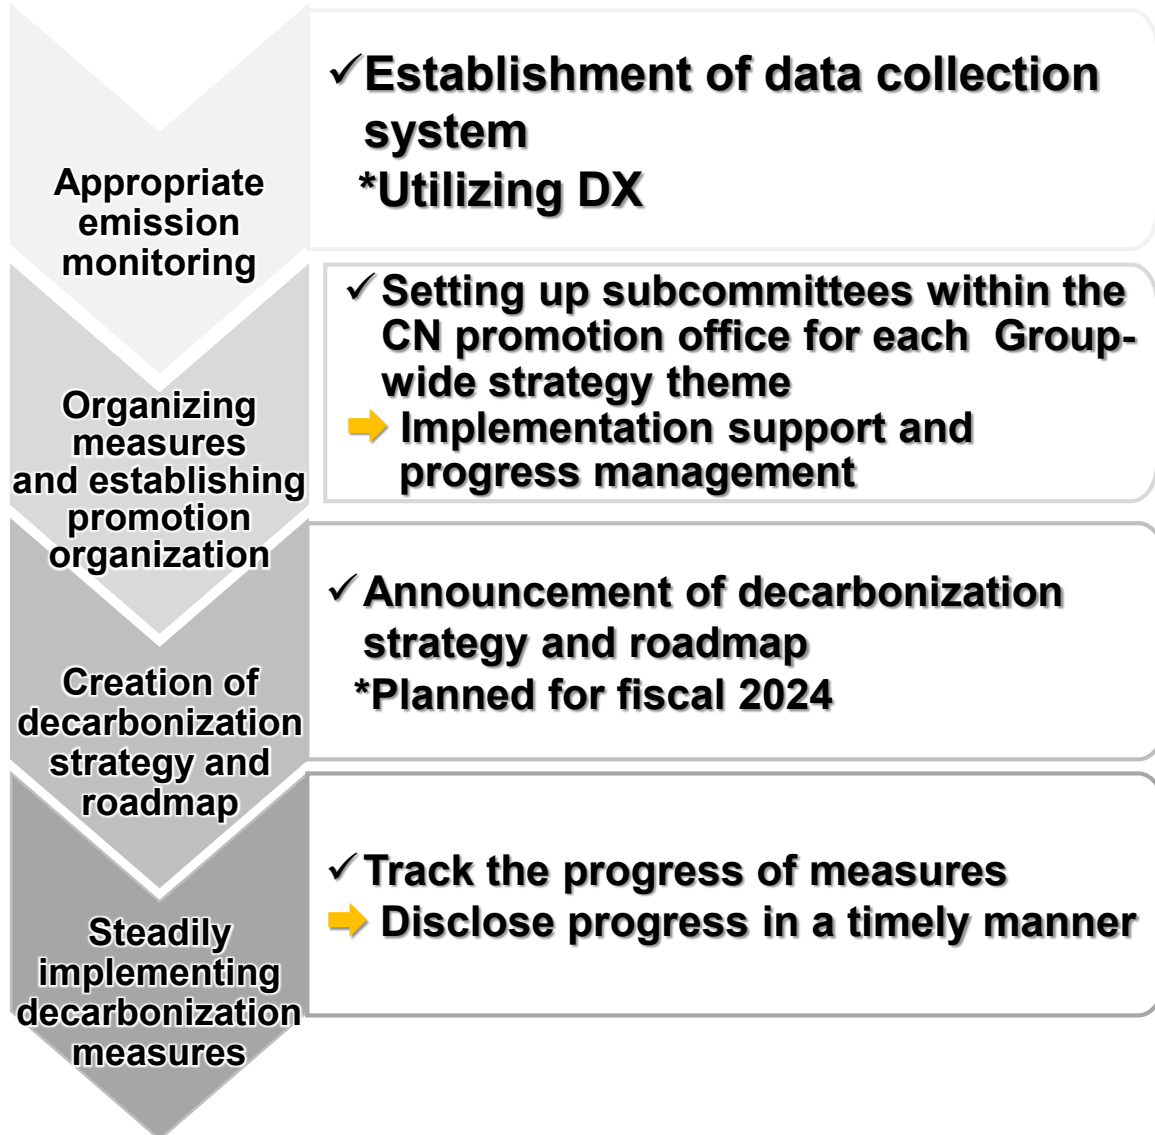 Appropriate
emission
monitoring
✓Establishment of data collection
system
*Utilizing DX
Organizing
measures
and establishing
promotion
organization
✓Setting up subcommittees within the
CN promotion office for each  Group-
wide strategy theme
➡ Implementation support and
progress management
Creation of
decarbonization
strategy and
roadmap
✓Announcement of decarbonization
strategy and roadmap
*Planned for fiscal 2024
Steadily
implementing
decarbonization
measures
✓Track the progress of measures
➡ Disclose progress in a timely manner